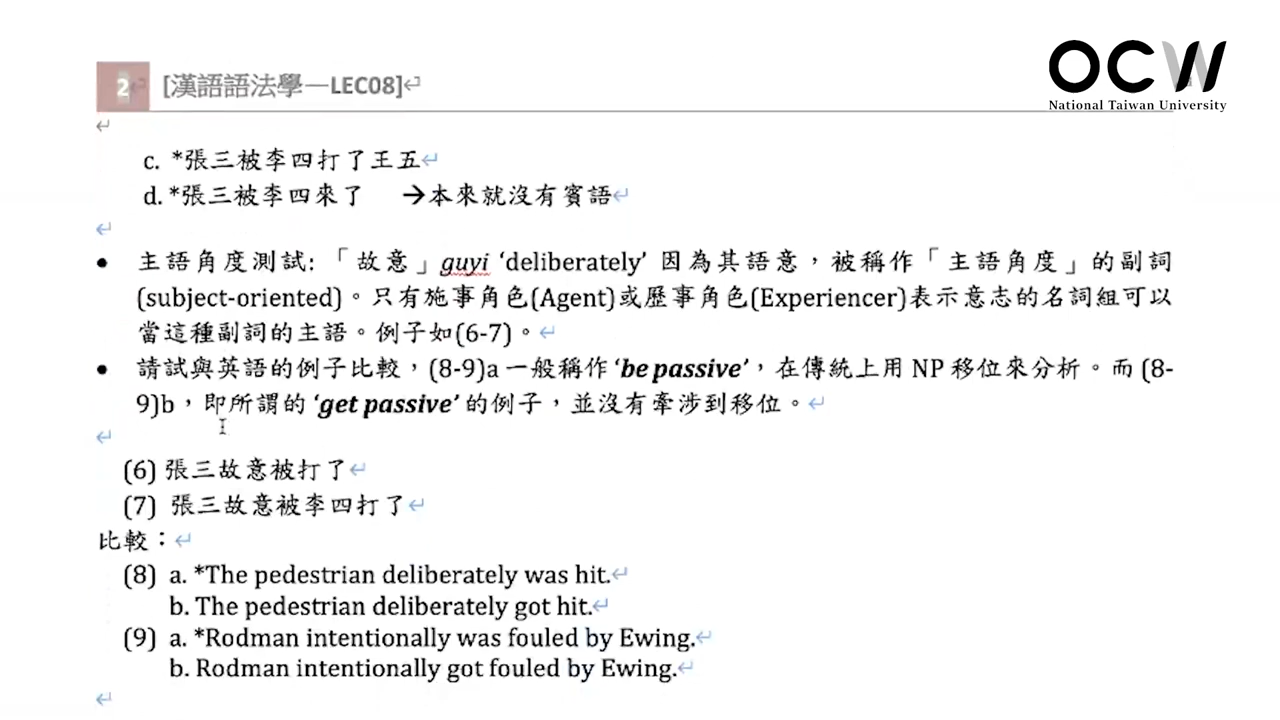 OCW
National Taiwan University
2 [漢語語法學—LEC08]
c. *張三被李四打了王五
d. *張三被李四來了 →本來就沒有賓語
• 主語角度測試: 「故意」guyi ‘deliberately’ 因為其語意，被稱作「主語角度」的副詞
(subject-oriented)。只有施事角色(Agent)或歷事角色(Experiencer)表示意志的名詞組可以
當這種副詞的主語。例子如(6-7)。
• 請試與英語的例子比較，(8-9)a 一般稱作 ‘be passive’，在傳統上用 NP 移位來分析。而 (8-
9)b，即所謂的 ‘get passive’ 的例子，並沒有牽涉到移位。
(6) 張三故意被打了
(7) 張三故意被李四打了
比較：
(8) a. *The pedestrian deliberately was hit.
b. The pedestrian deliberately got hit.
(9) a. *Rodman intentionally was fouled by Ewing.
b. Rodman intentionally got fouled by Ewing.